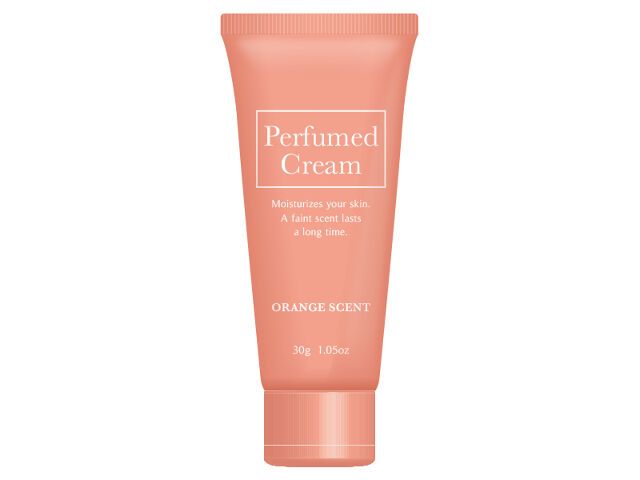 Perfumed
Cream
Moisturizes your skin.
A faint scent lasts
a long time.
ORANGE SCENT
30g 1.05oz